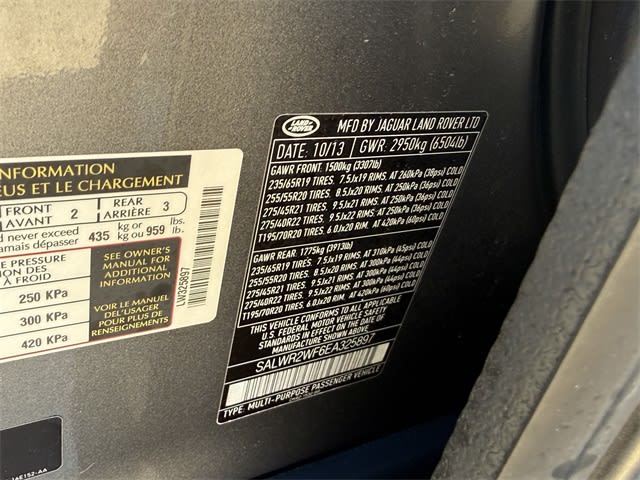 INFORMATION
EUS ET LE CHARGEMENT
FRONT 2 REAR 3
AVANT ARRIÈRE
d never exceed 435 kg or 959 lbs.
amais dépasser kg ou lb.
E PRESSURE
PRESSION
250 KPa
300 KPa
420 KPa
SEE OWNER'S
MANUAL FOR
ADDITIONAL
INFORMATION
VOIR LE MANUEL
DE L'USAGER
POUR PLUS DE
RENSEIGNEMENTS
LW325897
LAND ROVER
MFD BY JAGUAR LAND ROVER LTD
DATE: 10/13 GWR: 2950kg (6504lb)
GAWR FRONT. 1500kg (3307lb)
235/65R19 TIRES. 7.5Jx19 RIMS. AT 260kPa (38psi) COLD
255/55R20 TIRES. 8.5Jx20 RIMS. AT 250kPa (36psi) COLD
275/45R21 TIRES. 9.5Jx21 RIMS. AT 250kPa (36psi) COLD
275/40R22 TIRES. 9.5Jx22 RIMS. AT 250kPa (36psi) COLD
T195/70R20 TIRES. 6.0Jx20 RIM. AT 420kPa (60psi) COLD
GAWR REAR. 1775kg (3913lb)
235/65R19 TIRES. 7.5Jx19 RIMS. AT 310kPa (45psi) COLD
255/55R20 TIRES. 8.5Jx20 RIMS. AT 300kPa (44psi) COLD
275/45R21 TIRES. 9.5Jx21 RIMS. AT 300kPa (44psi) COLD
275/40R22 TIRES. 9.5Jx22 RIMS. AT 300kPa (44psi) COLD
T195/70R20 TIRES. 6.0Jx20 RIM. AT 420kPa (60psi) COLD
THIS VEHICLE CONFORMS TO ALL APPLICABLE
U.S. FEDERAL MOTOR VEHICLE SAFETY
STANDARDS IN EFFECT ON THE DATE OF
MANUFACTURE SHOWN ABOVE
SALWR2WF6EA325897
TYPE: MULTI-PURPOSE PASSENGER VEHICLE
14E152-AA